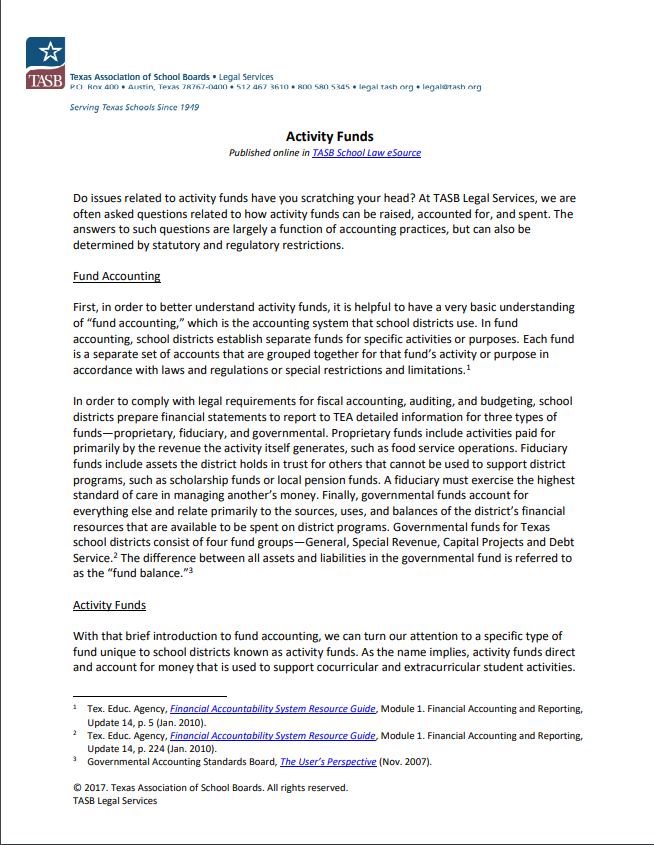 TASB
Texas Association of School Boards • Legal Services
P.O. Box 400 • Austin, Texas 78767-0400 • 512.467.3610 • 800.580.5345 • legal.tasb.org • legal@tasb.org
Serving Texas Schools Since 1949
Activity Funds
Published online in TASB School Law eSource
Do issues related to activity funds have you scratching your head? At TASB Legal Services, we are
often asked questions related to how activity funds can be raised, accounted for, and spent. The
answers to such questions are largely a function of accounting practices, but can also be
determined by statutory and regulatory restrictions.
Fund Accounting
First, in order to better understand activity funds, it is helpful to have a very basic understanding
of “fund accounting,” which is the accounting system that school districts use. In fund
accounting, school districts establish separate funds for specific activities or purposes. Each fund
is a separate set of accounts that are grouped together for that fund’s activity or purpose in
accordance with laws and regulations or special restrictions and limitations.1
In order to comply with legal requirements for fiscal accounting, auditing, and budgeting, school
districts prepare financial statements to report to TEA detailed information for three types of
funds—proprietary, fiduciary, and governmental. Proprietary funds include activities paid for
primarily by the revenue the activity itself generates, such as food service operations. Fiduciary
funds include assets the district holds in trust for others that cannot be used to support district
programs, such as scholarship funds or local pension funds. A fiduciary must exercise the highest
standard of care in managing another’s money. Finally, governmental funds account for
everything else and relate primarily to the sources, uses, and balances of the district’s financial
resources that are available to be spent on district programs. Governmental funds for Texas
school districts consist of four fund groups—General, Special Revenue, Capital Projects and Debt
Service.2 The difference between all assets and liabilities in the governmental fund is referred to
as the “fund balance.”3
Activity Funds
With that brief introduction to fund accounting, we can turn our attention to a specific type of
fund unique to school districts known as activity funds. As the name implies, activity funds direct
and account for money that is used to support cocurricular and extracurricular student activities.
1 Tex. Educ. Agency, Financial Accountability System Resource Guide, Module 1. Financial Accounting and Reporting,
Update 14, p. 5 (Jan. 2010).
2 Tex. Educ. Agency, Financial Accountability System Resource Guide, Module 1. Financial Accounting and Reporting,
Update 14, p. 224 (Jan. 2010).
3 Governmental Accounting Standards Board, The User’s Perspective (Nov. 2007).
© 2017. Texas Association of School Boards. All rights reserved.
TASB Legal Services